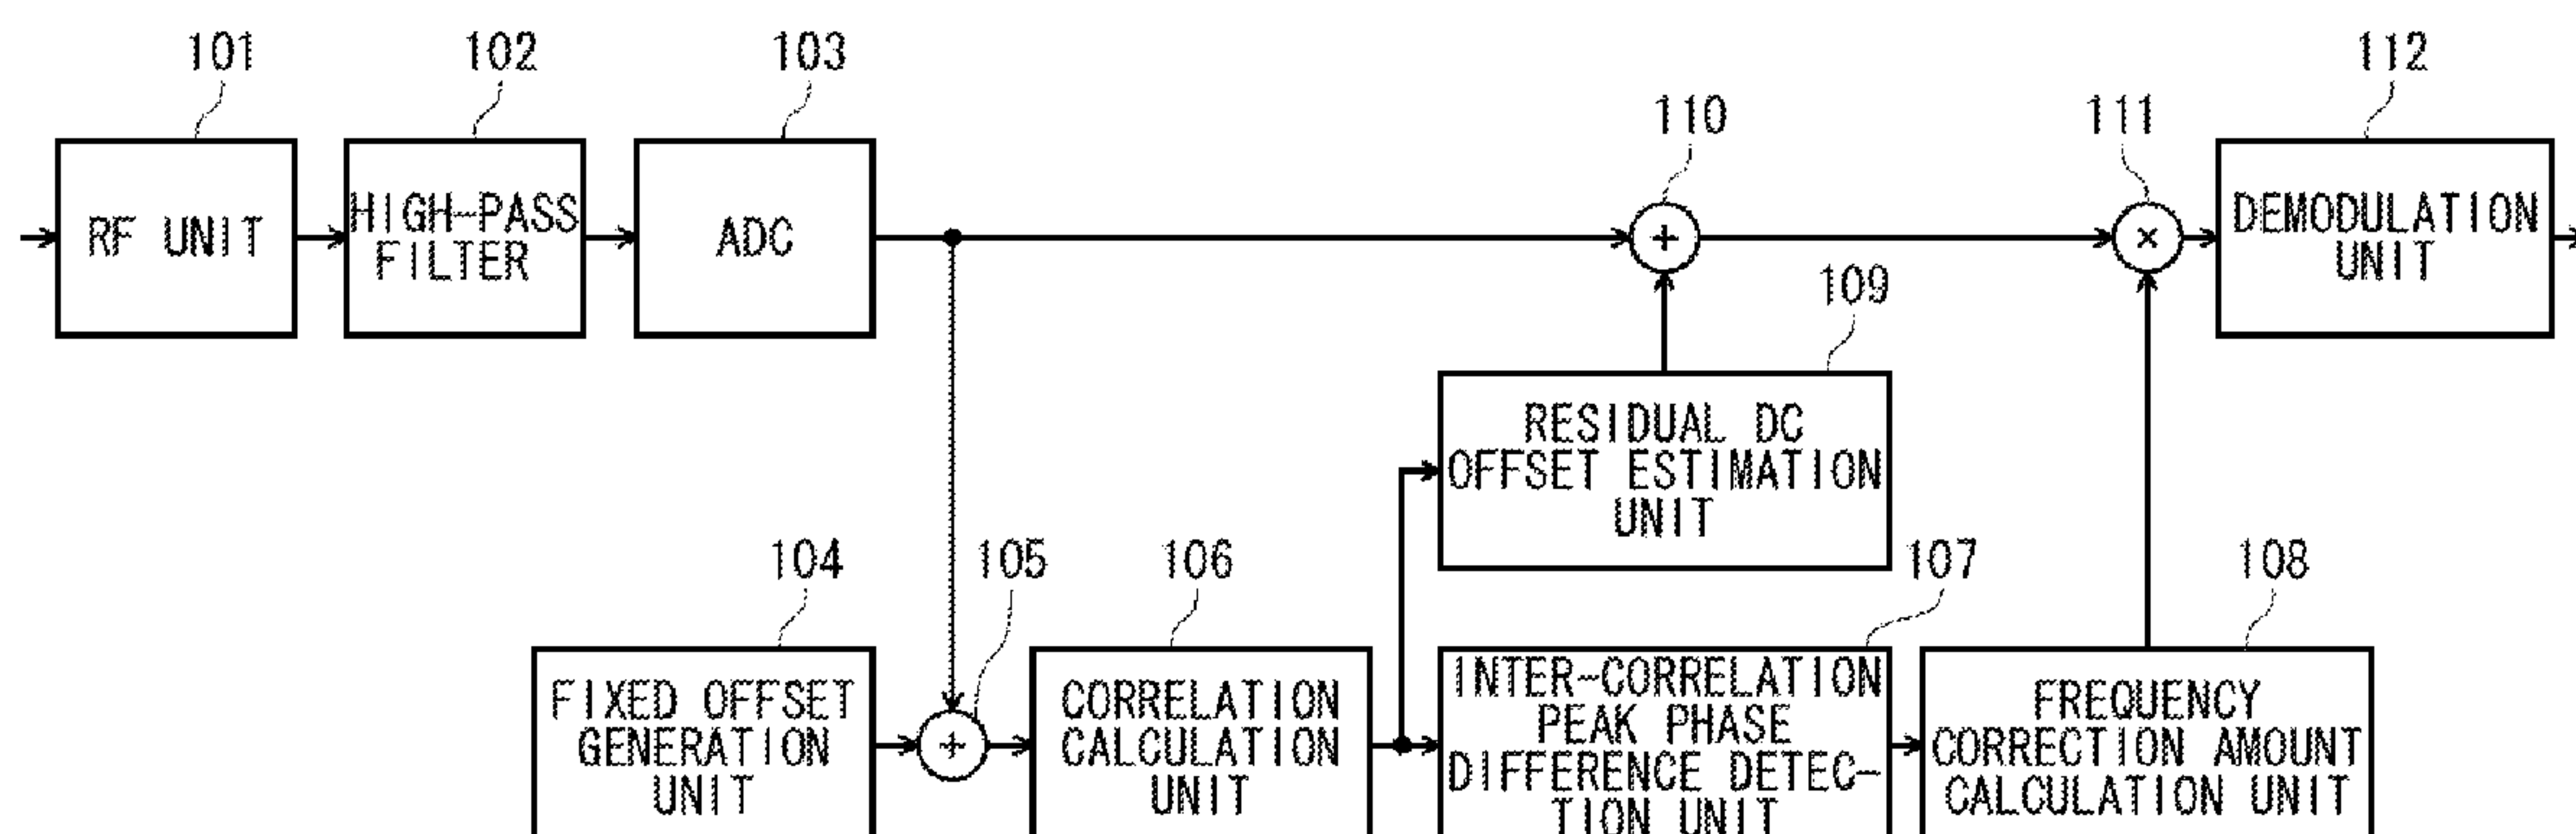 101
102
103
112
110
111
RF UNIT
HIGH-PASS
FILTER
ADC
+
×
DEMODULATION
UNIT
109
RESIDUAL DC
OFFSET ESTIMATION
UNIT
104
105
106
107
108
FIXED OFFSET
GENERATION
UNIT
+
CORRELATION
CALCULATION
UNIT
INTER-CORRELATION
PEAK PHASE
DIFFERENCE DETEC-
TION UNIT
FREQUENCY
CORRECTION AMOUNT
CALCULATION UNIT